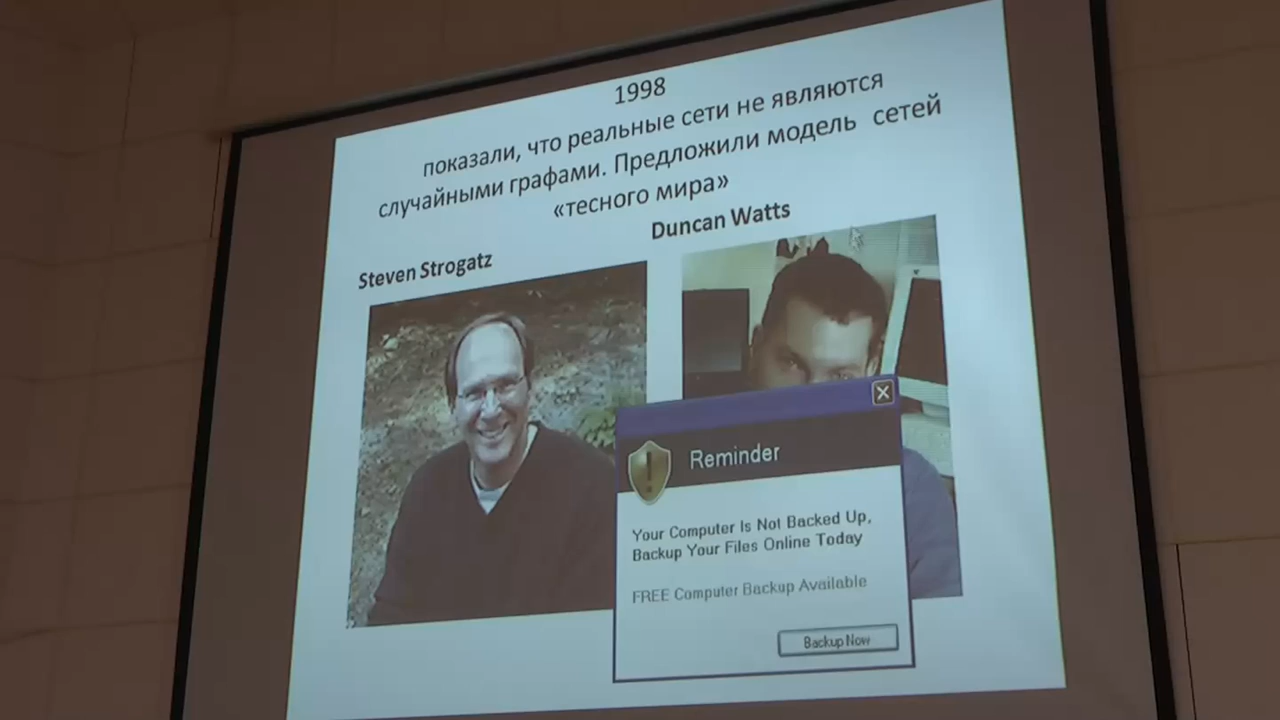 1998
показали, что реальные сети не являются
случайными графами. Предложили модель сетей
«тесного мира»
Duncan Watts
Steven Strogatz
Reminder
Your Computer Is Not Backed Up,
Backup Your Files Online Today
FREE Computer Backup Available
Backup Now